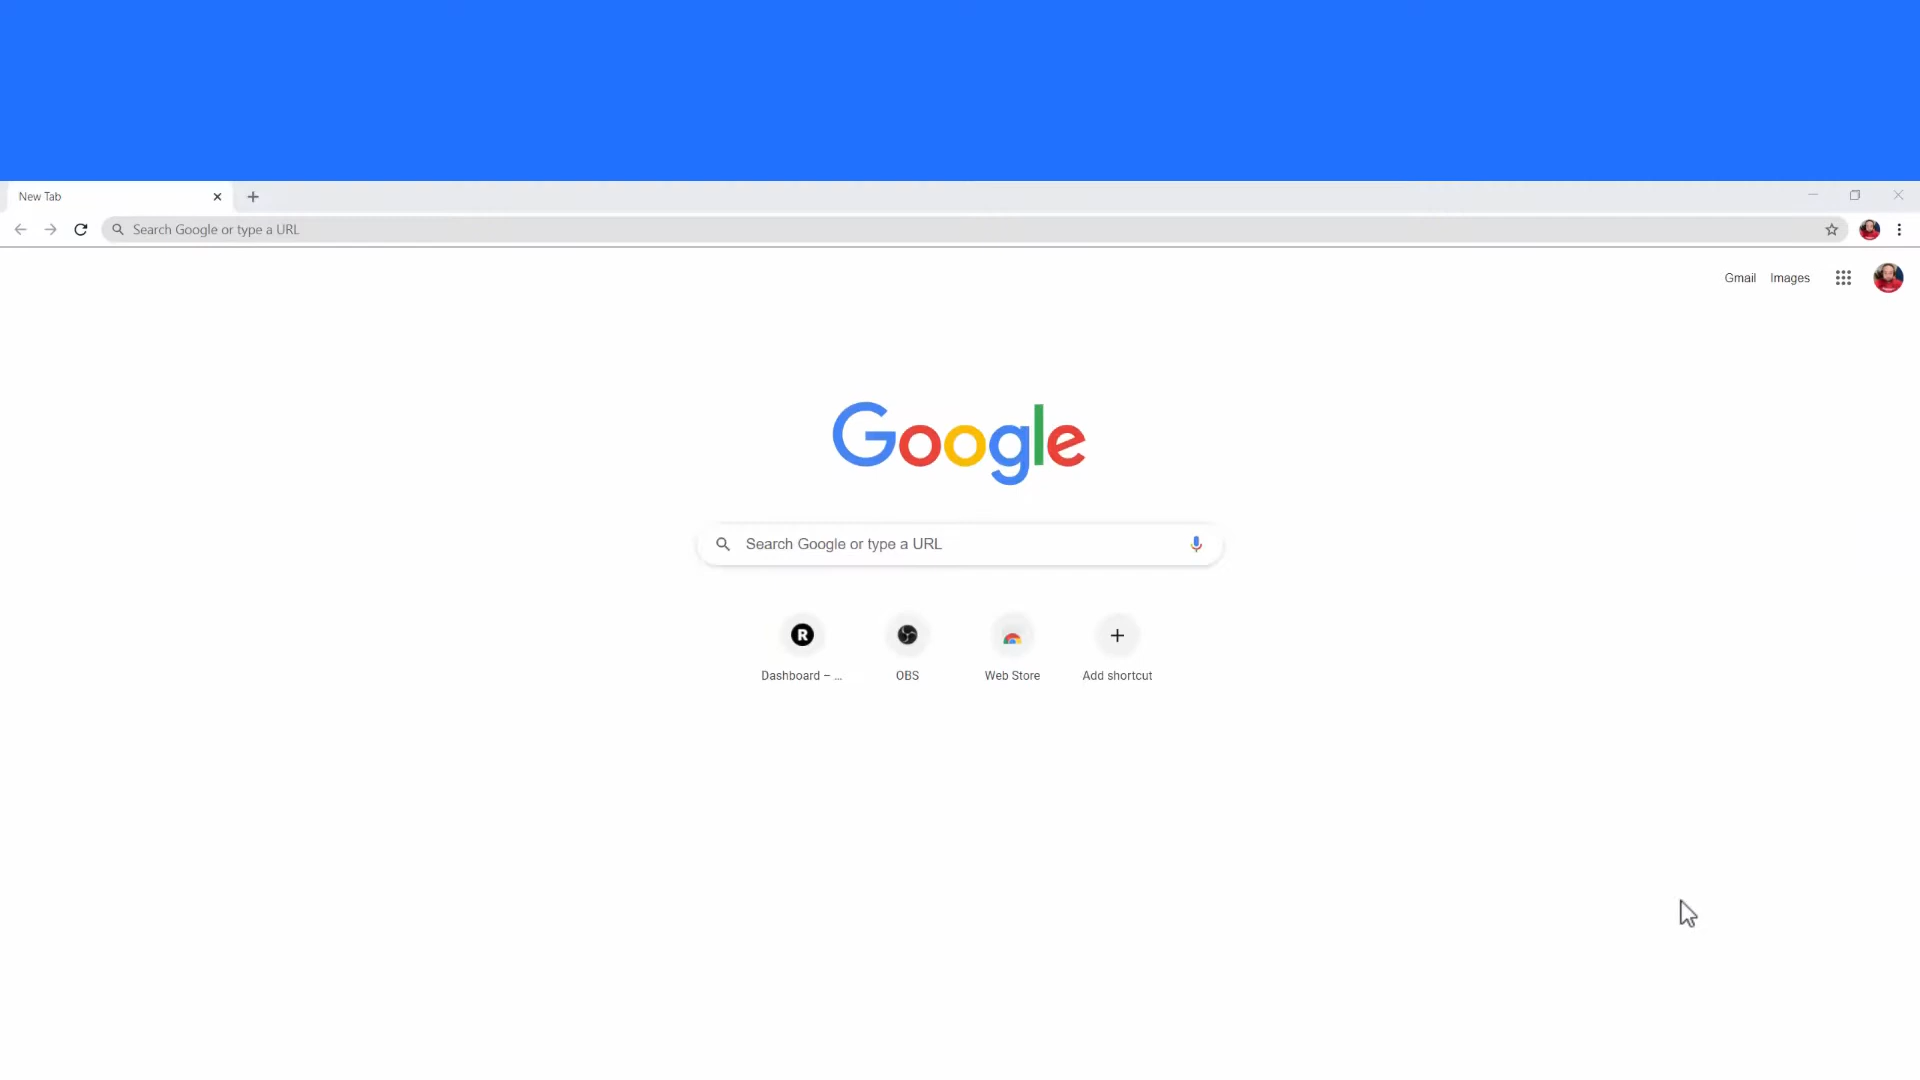 New Tab
Search Google or type a URL
Gmail Images
Google
Search Google or type a URL
R
Dashboard – ... OBS Web Store Add shortcut